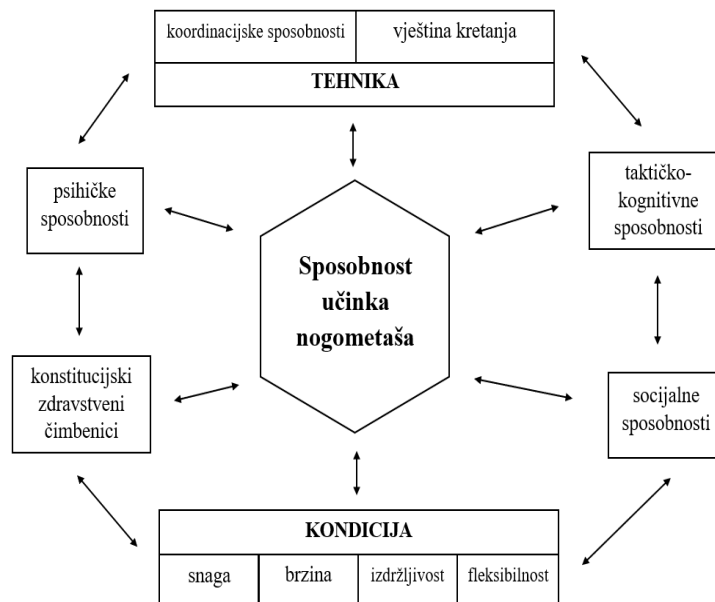 koordinacijske sposobnosti
vještina kretanja
TEHNIKA
psihičke
sposobnosti
taktičko-
kognitivne
sposobnosti
Sposobnost
učinka
nogometaša
konstitucijski
zdravstveni
čimbenici
socijalne
sposobnosti
KONDICIJA
snaga
brzina
izdržljivost
fleksibilnost